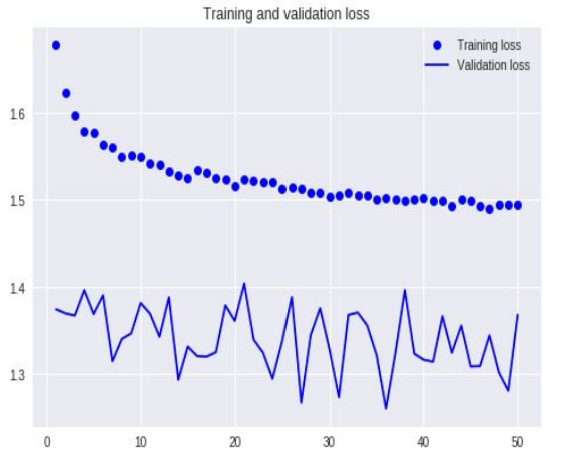 Training and validation loss
Training loss
Validation loss
1.6
1.5
1.4
1.3
0 10 20 30 40 50